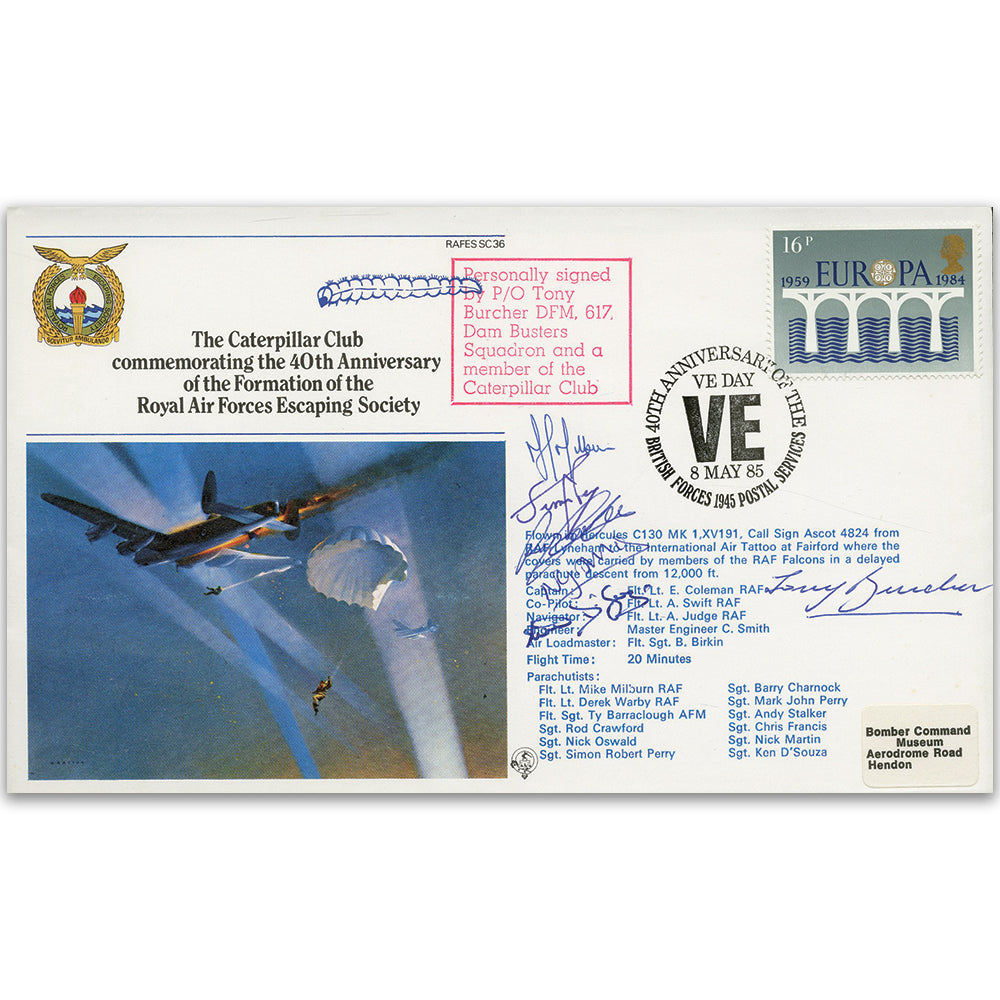 RAFES SC36
SOLVITUR AMBULANDO
The Caterpillar Club
commemorating the 40th Anniversary
of the Formation of the
Royal Air Forces Escaping Society
Personally signed
by P/O Tony
Burcher DFM, 617,
Dam Busters
Squadron and a
member of the
Caterpillar Club
16P
1959 EUROPA 1984
40TH ANNIVERSARY OF THE
VE DAY
VE
8 MAY 85
BRITISH FORCES 1945 POSTAL SERVICES
Flown in Hercules C130 MK 1,XV191, Call Sign Ascot 4824 from
RAF Lyneham to the International Air Tattoo at Fairford where the
covers were carried by members of the RAF Falcons in a delayed
parachute descent from 12,000 ft.
Captain: Flt. Lt. E. Coleman RAF
Tony Burcher
Co-Pilot: Flt. Lt. A. Swift RAF
Navigator: Flt. Lt. A. Judge RAF
Engineer: Master Engineer C. Smith
Air Loadmaster: Flt. Sgt. B. Birkin
Flight Time: 20 Minutes
Parachutists:
Flt. Lt. Mike Milburn RAF
Flt. Lt. Derek Warby RAF
Flt. Sgt. Ty Barraclough AFM
Sgt. Rod Crawford
Sgt. Nick Oswald
Sgt. Simon Robert Perry
Sgt. Barry Charnock
Sgt. Mark John Perry
Sgt. Andy Stalker
Sgt. Chris Francis
Sgt. Nick Martin
Sgt. Ken D'Souza
Bomber Command
Museum
Aerodrome Road
Hendon